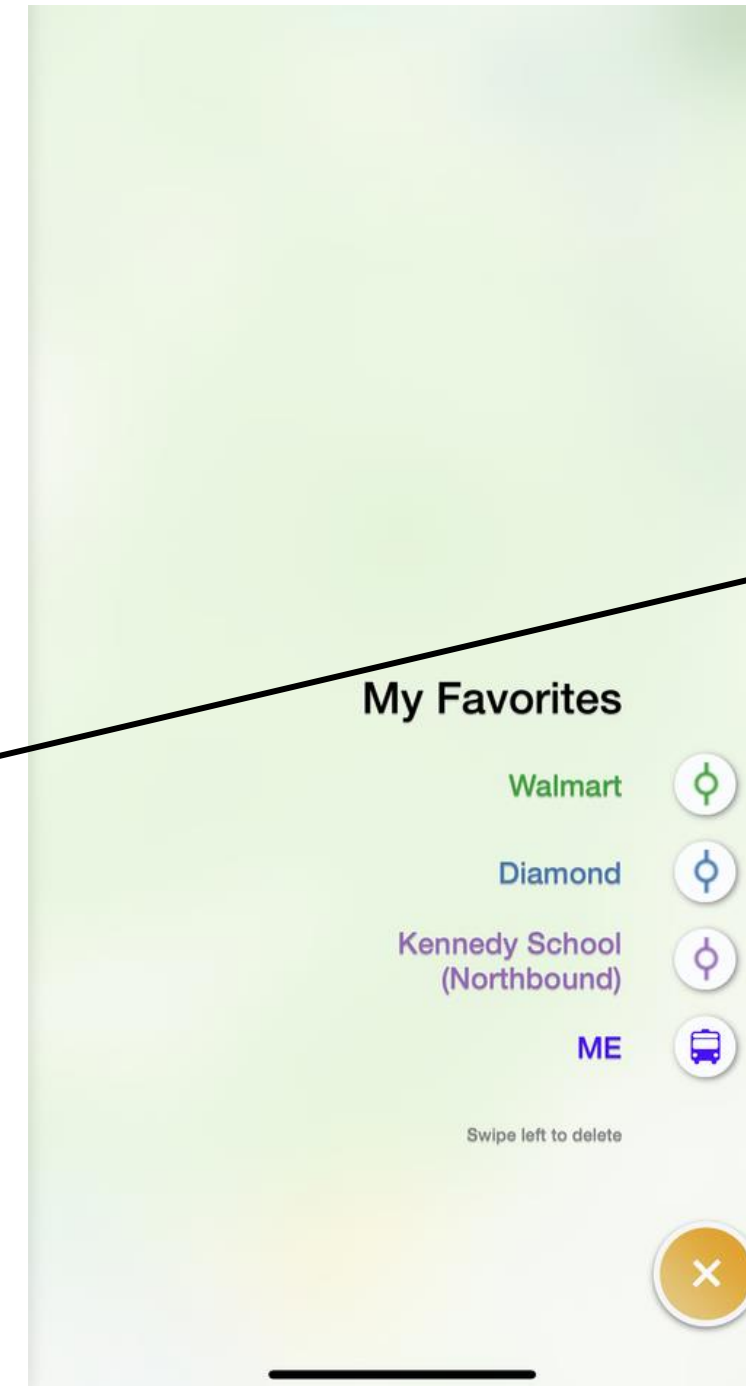 My Favorites
Walmart
Diamond
Kennedy School
(Northbound)
ME
Swipe left to delete